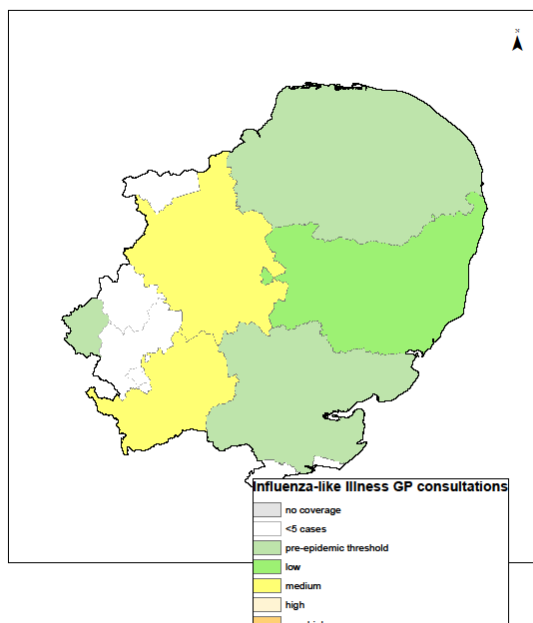 Influenza-like Illness GP consultations
no coverage
<5 cases
pre-epidemic threshold
low
medium
high